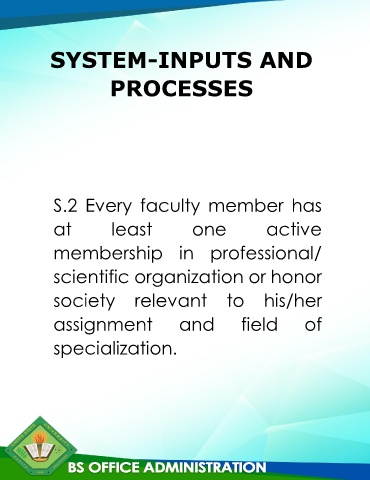 SYSTEM-INPUTS AND
PROCESSES
S.2 Every faculty member has
at least one active
membership in professional/
scientific organization or honor
society relevant to his/her
assignment and field of
specialization.
BS OFFICE ADMINISTRATION